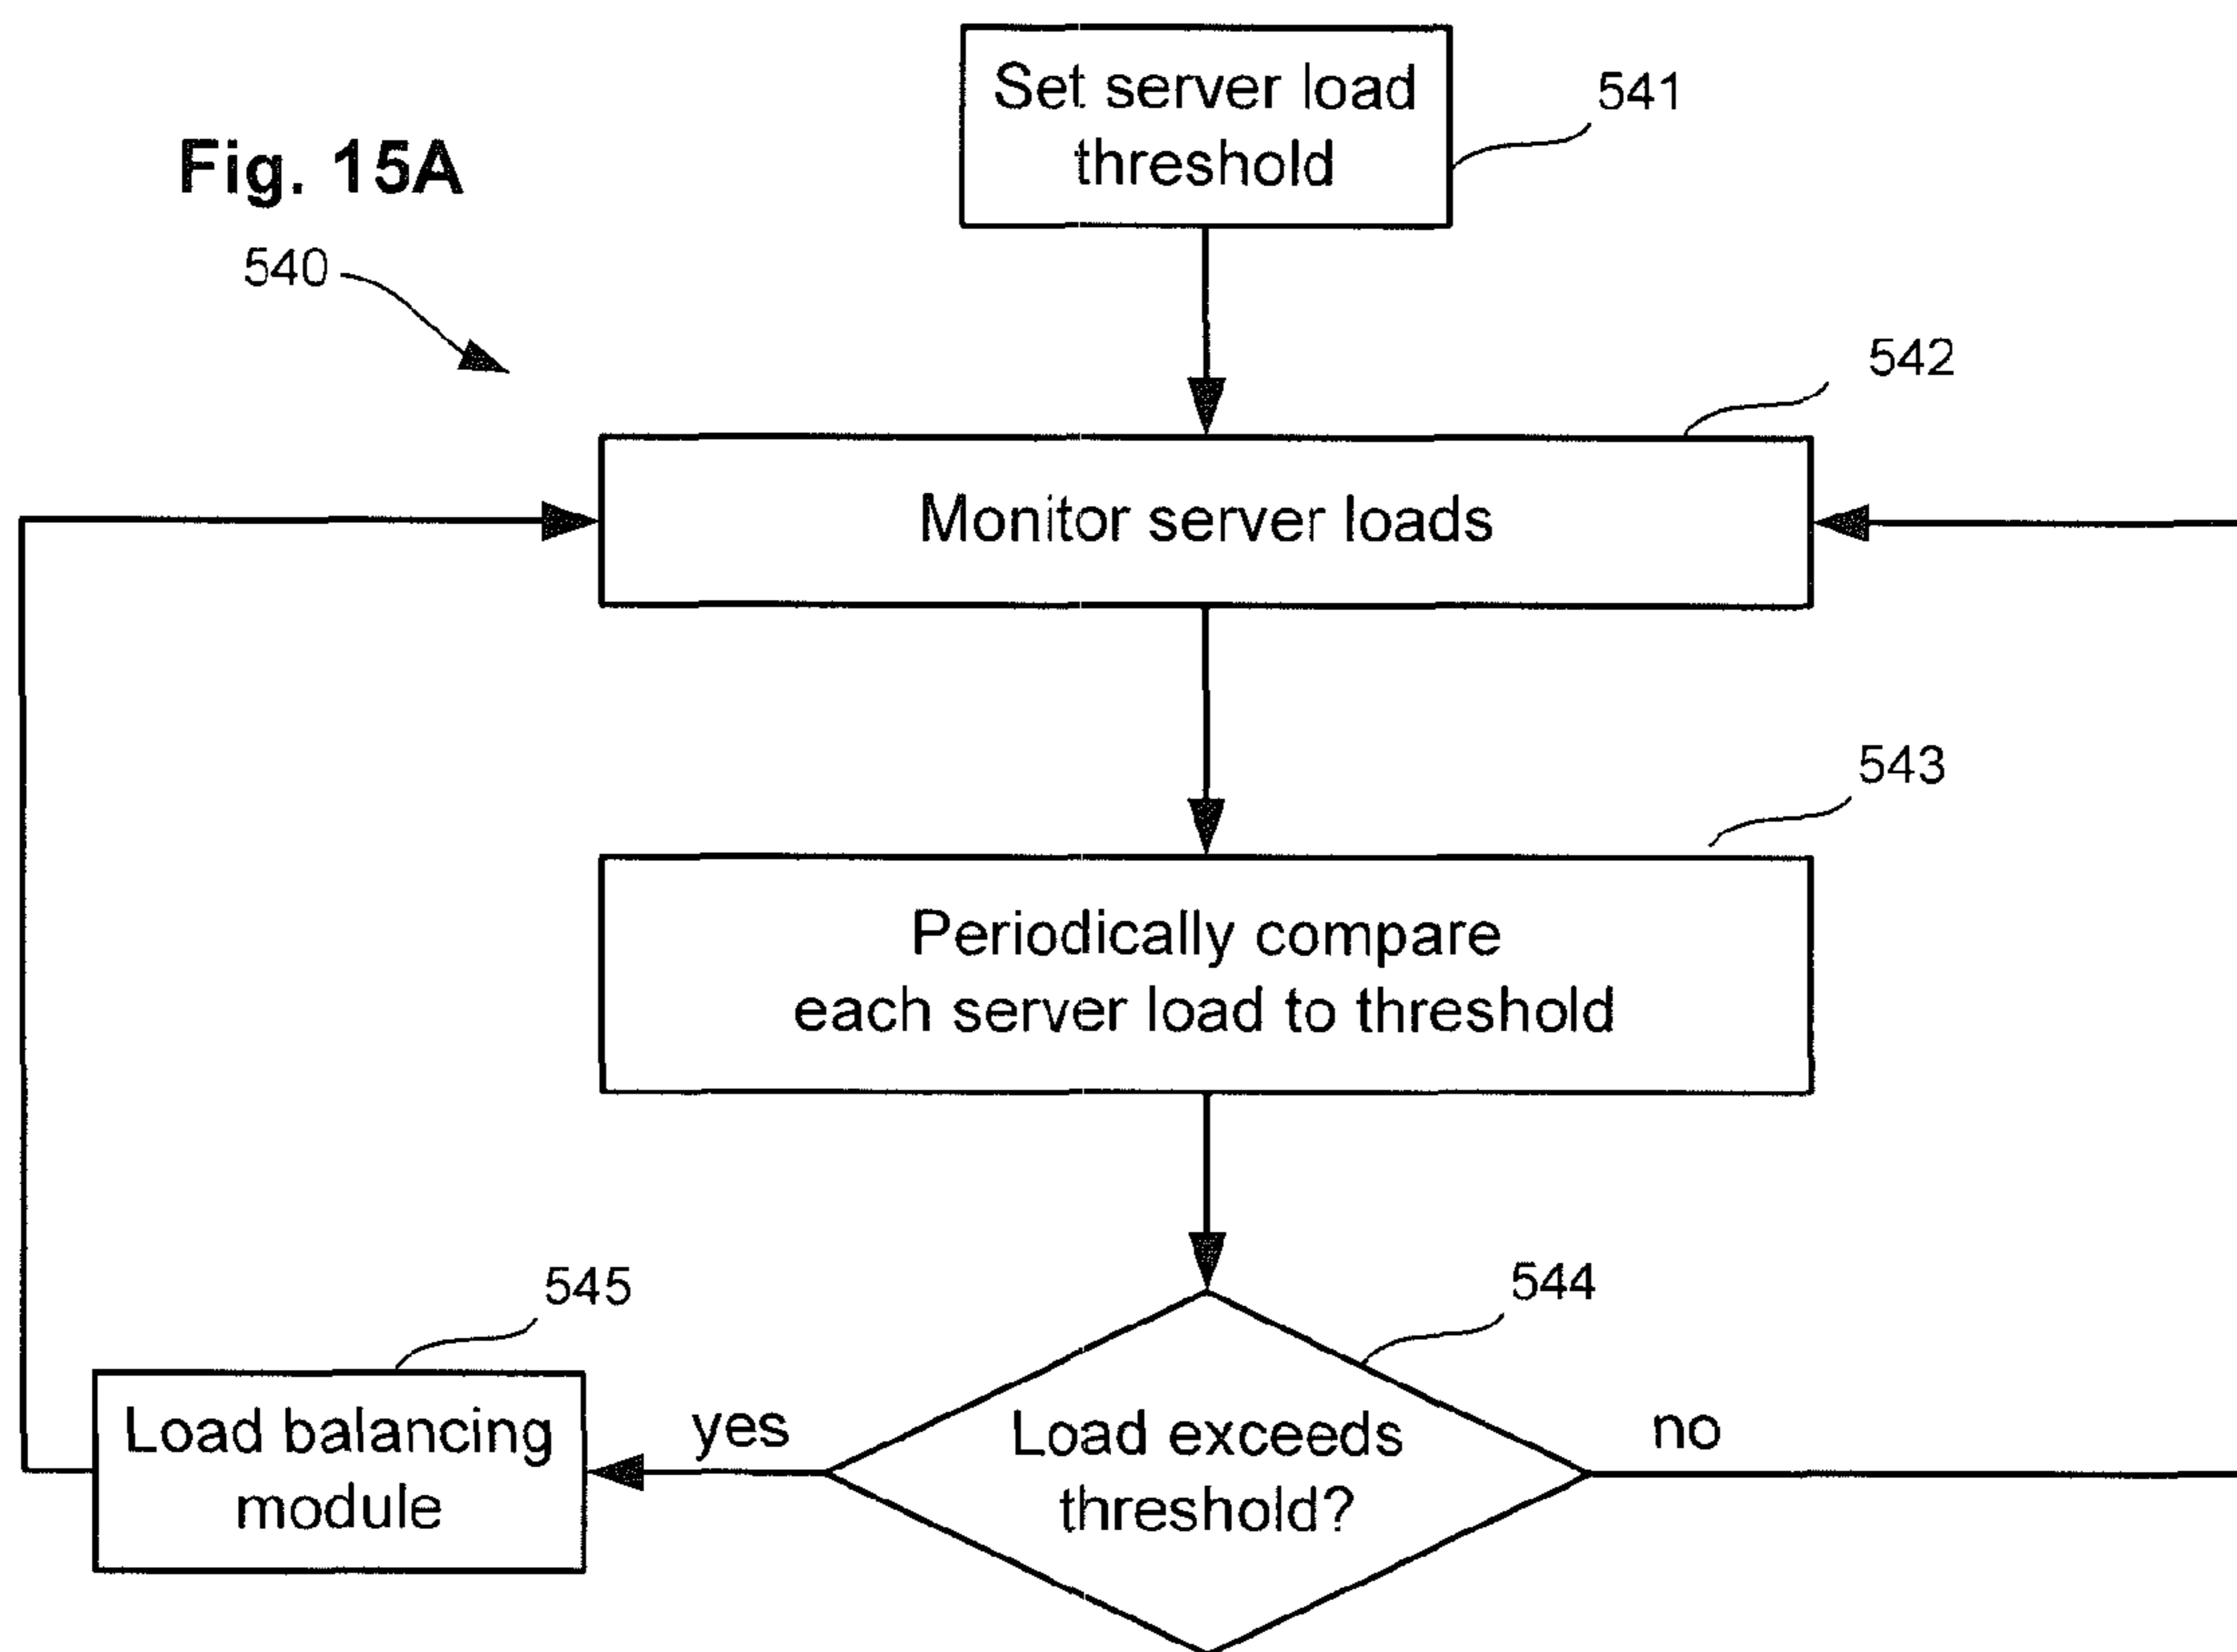 Fig. 15A
540
Set server load
threshold
541
542
Monitor server loads
543
Periodically compare
each server load to threshold
544
Load exceeds
threshold?
yes
no
545
Load balancing
module